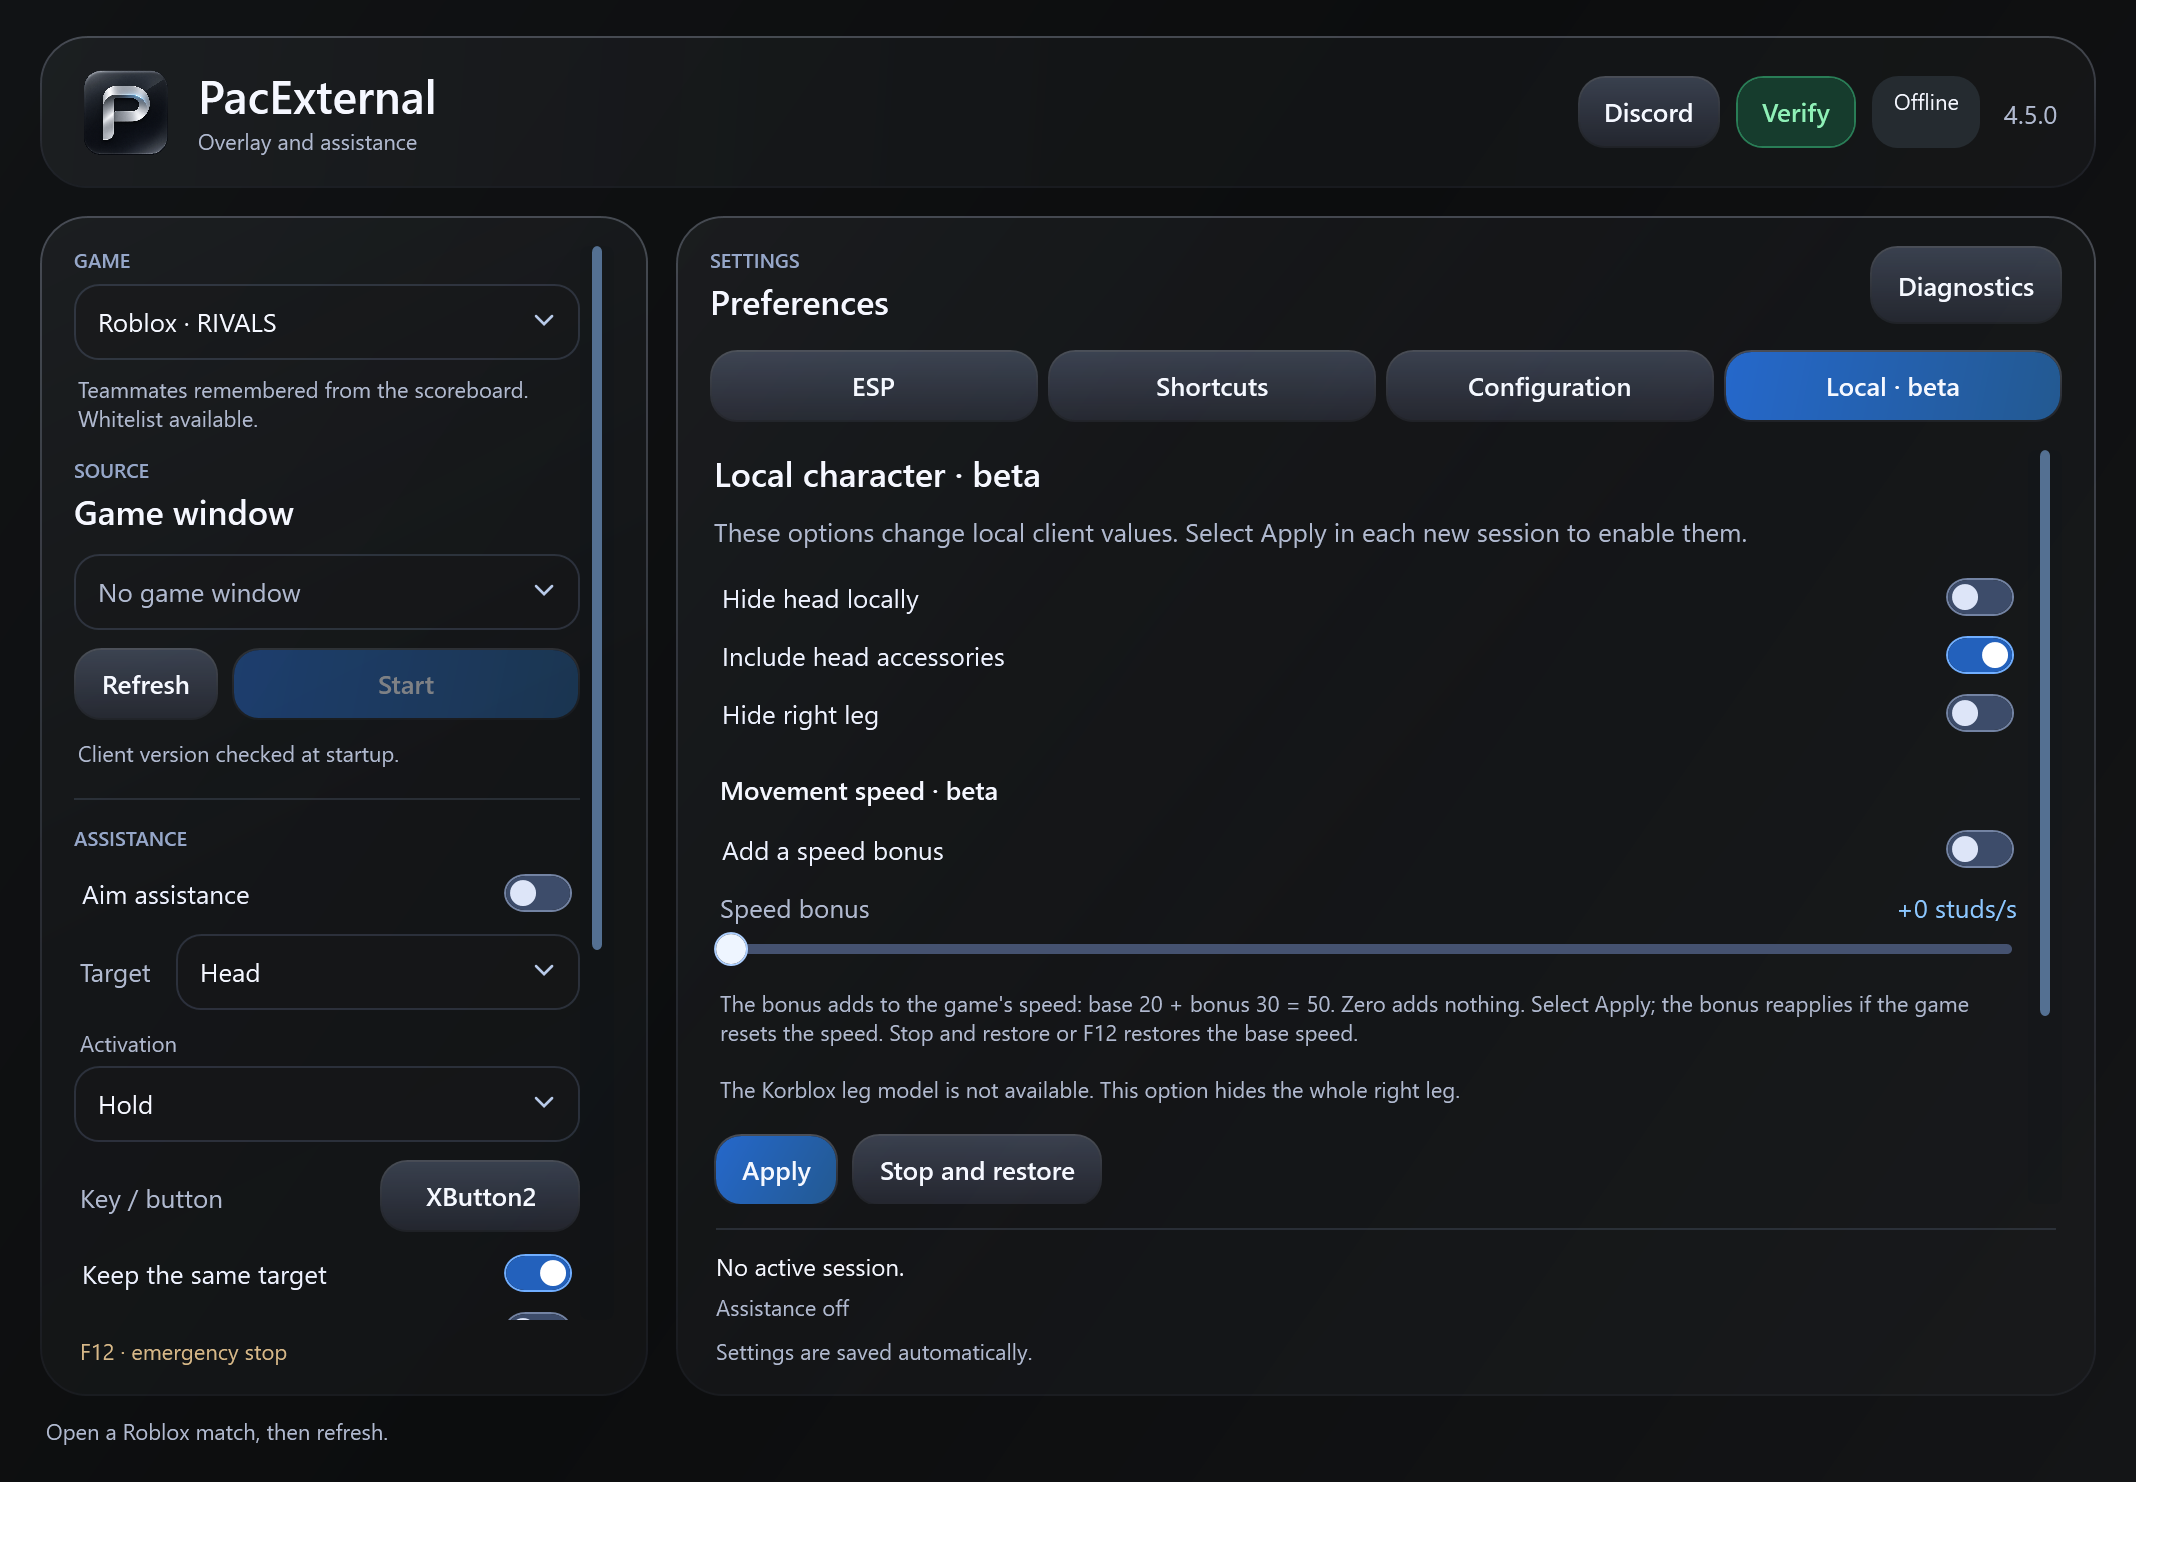 PacExternal
Overlay and assistance
Discord
Verify
Offline
4.5.0
GAME
Roblox · RIVALS
Teammates remembered from the scoreboard.
Whitelist available.
SOURCE
Game window
No game window
Refresh
Start
Client version checked at startup.
ASSISTANCE
Aim assistance
Target
Head
Activation
Hold
Key / button
XButton2
Keep the same target
F12 · emergency stop
SETTINGS
Preferences
Diagnostics
ESP
Shortcuts
Configuration
Local · beta
Local character · beta
These options change local client values. Select Apply in each new session to enable them.
Hide head locally
Include head accessories
Hide right leg
Movement speed · beta
Add a speed bonus
Speed bonus
+0 studs/s
The bonus adds to the game's speed: base 20 + bonus 30 = 50. Zero adds nothing. Select Apply; the bonus reapplies if the game
resets the speed. Stop and restore or F12 restores the base speed.
The Korblox leg model is not available. This option hides the whole right leg.
Apply
Stop and restore
No active session.
Assistance off
Settings are saved automatically.
Open a Roblox match, then refresh.